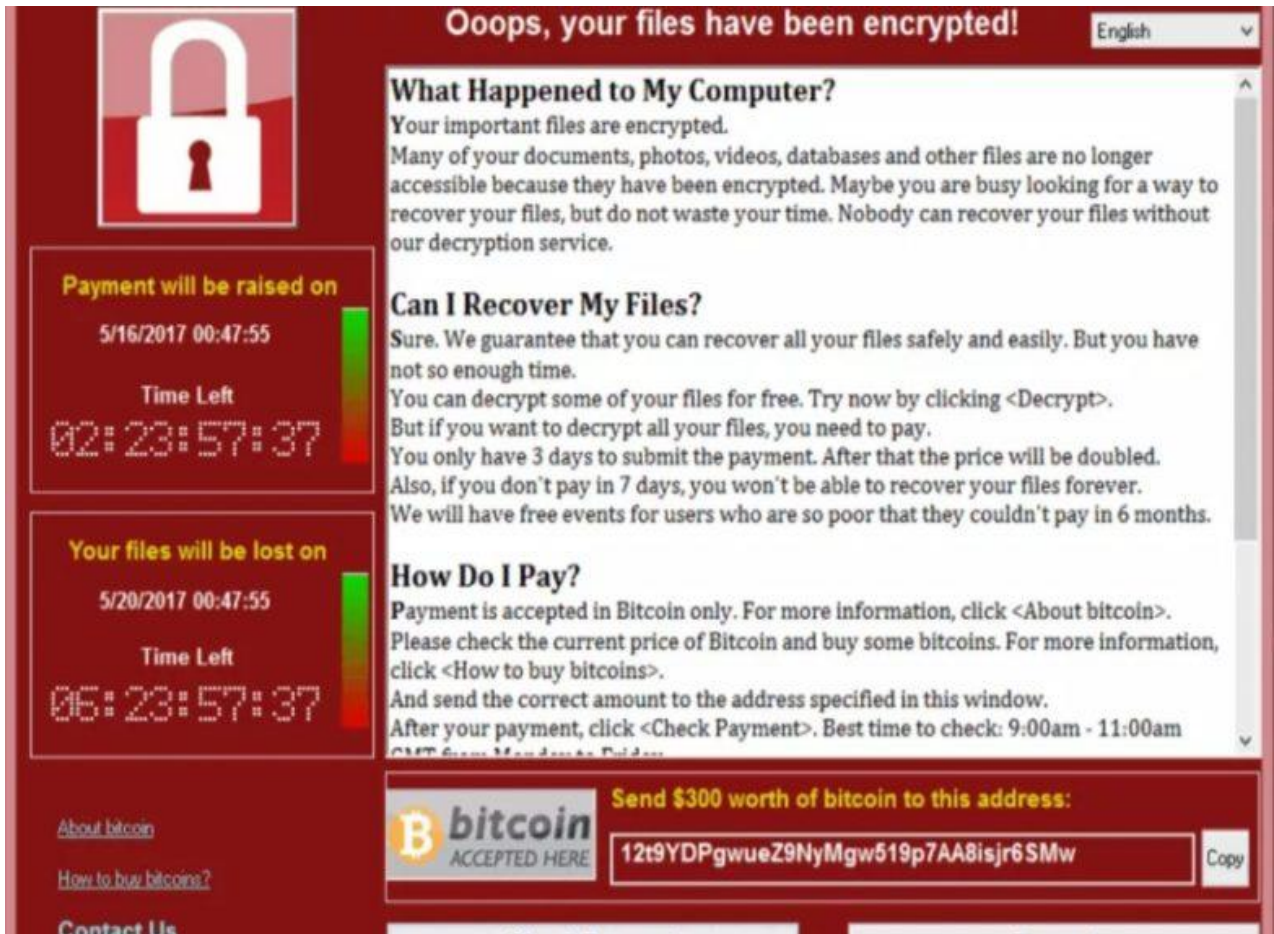 Ooops, your files have been encrypted!
English
What Happened to My Computer?
Your important files are encrypted.
Many of your documents, photos, videos, databases and other files are no longer
accessible because they have been encrypted. Maybe you are busy looking for a way to
recover your files, but do not waste your time. Nobody can recover your files without
our decryption service.
Can I Recover My Files?
Sure. We guarantee that you can recover all your files safely and easily. But you have
not so enough time.
You can decrypt some of your files for free. Try now by clicking <Decrypt>.
But if you want to decrypt all your files, you need to pay.
You only have 3 days to submit the payment. After that the price will be doubled.
Also, if you don't pay in 7 days, you won't be able to recover your files forever.
We will have free events for users who are so poor that they couldn't pay in 6 months.
How Do I Pay?
Payment is accepted in Bitcoin only. For more information, click <About bitcoin>.
Please check the current price of Bitcoin and buy some bitcoins. For more information,
click <How to buy bitcoins>.
And send the correct amount to the address specified in this window.
After your payment, click <Check Payment>. Best time to check: 9:00am - 11:00am
GMT from Monday to Friday
Payment will be raised on
5/16/2017 00:47:55
Time Left
02:23:57:37
Your files will be lost on
5/20/2017 00:47:55
Time Left
06:23:57:37
About bitcoin
How to buy bitcoins?
Contact Us
bitcoin
ACCEPTED HERE
Send $300 worth of bitcoin to this address:
12t9YDPgwueZ9NyMgw519p7AA8isjr6SMw
Copy